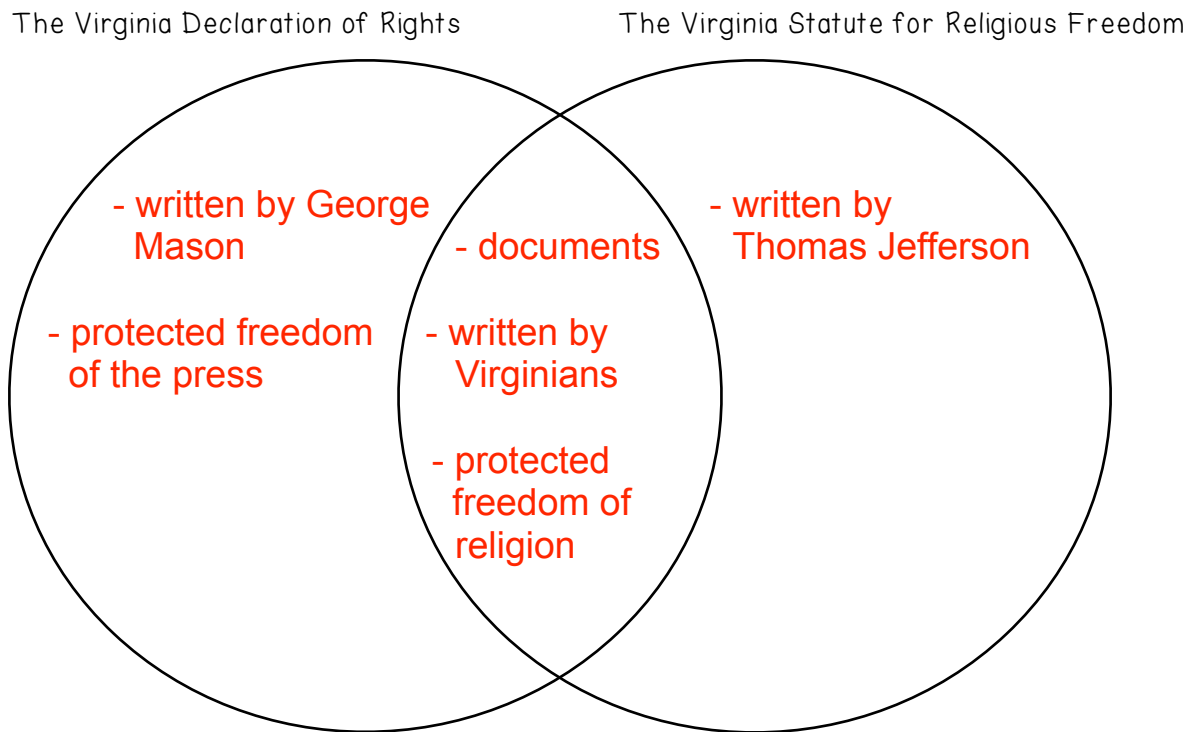 The Virginia Declaration of Rights
The Virginia Statute for Religious Freedom
- written by George
Mason
- protected freedom
of the press
- documents
- written by
Virginians
- protected
freedom of
religion
- written by
Thomas Jefferson